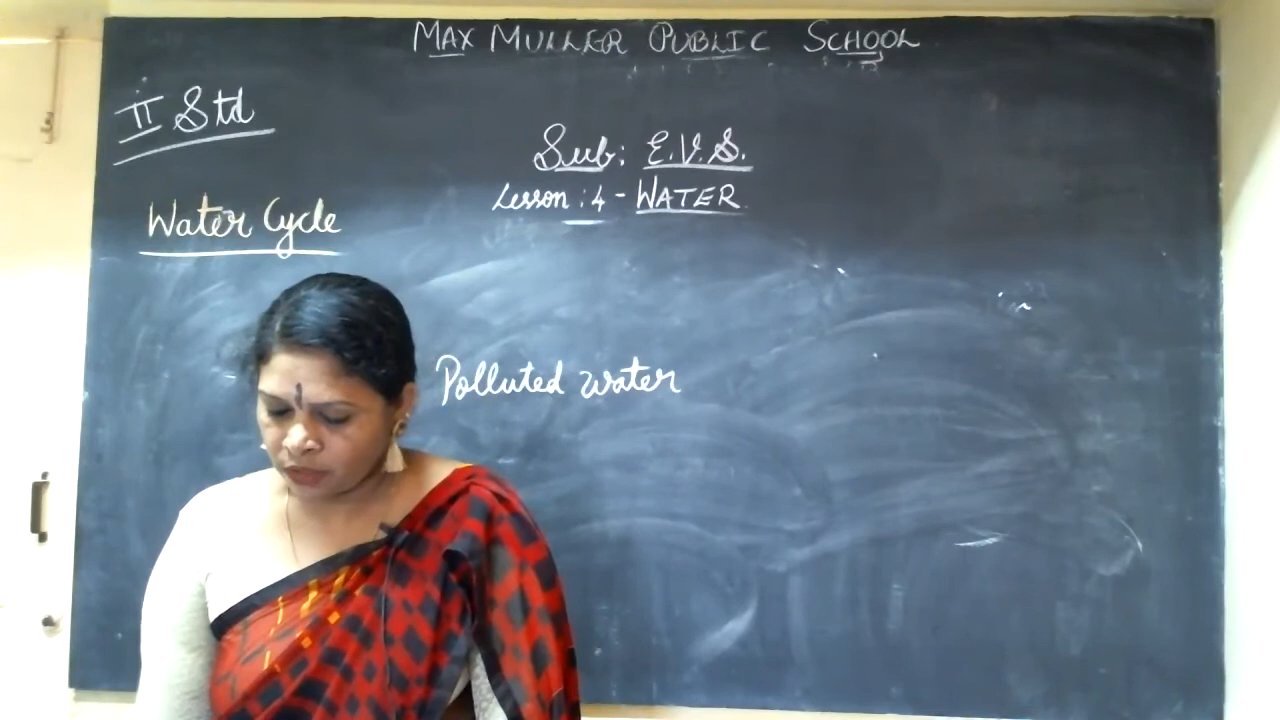 MAX MULLER PUBLIC SCHOOL
II Std
Sub: E.V.S.
Lesson: 4 - WATER
Water Cycle
Polluted water